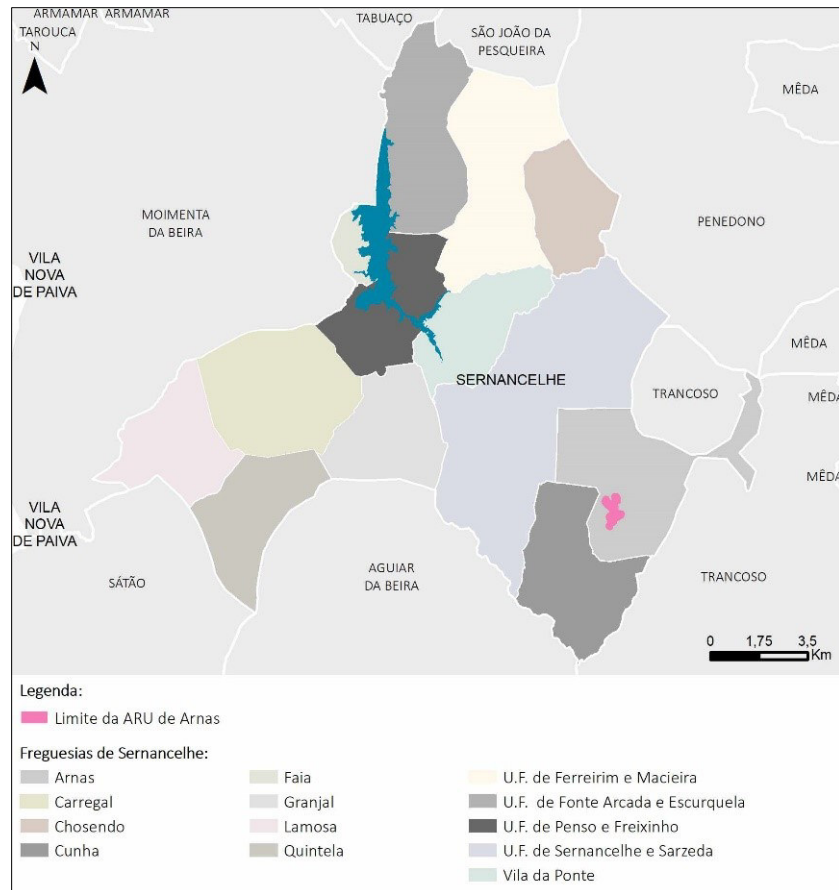 ARMAMAR ARMAMAR
TAROUCA
N
TABUAÇO
SÃO JOÃO DA
PESQUEIRA
MÊDA
MOIMENTA
DA BEIRA
PENEDONO
VILA
NOVA
DE PAIVA
MÊDA
SERNANCELHE
TRANCOSO
MÊDA
MÊDA
VILA
NOVA
DE PAIVA
SÁTÃO
AGUIAR
DA BEIRA
TRANCOSO
0 1,75 3,5
Km
Legenda:
Limite da ARU de Arnas
Freguesias de Sernancelhe:
Arnas
Carregal
Chosendo
Cunha
Faia
Granjal
Lamosa
Quintela
U.F. de Ferreirim e Macieira
U.F. de Fonte Arcada e Escurquela
U.F. de Penso e Freixinho
U.F. de Sernancelhe e Sarzeda
Vila da Ponte